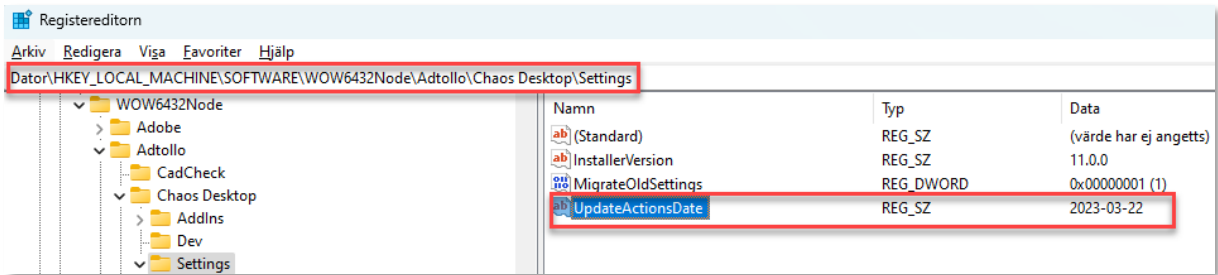 Registereditorn
Arkiv Redigera Visa Favoriter Hjälp
Dator\HKEY_LOCAL_MACHINE\SOFTWARE\WOW6432Node\Adtollo\Chaos Desktop\Settings
WOW6432Node
Adobe
Adtollo
CadCheck
Chaos Desktop
AddIns
Dev
Settings
Namn Typ Data
(Standard) REG_SZ (värde har ej angetts)
InstallerVersion REG_SZ 11.0.0
MigrateOldSettings REG_DWORD 0x00000001 (1)
UpdateActionsDate REG_SZ 2023-03-22